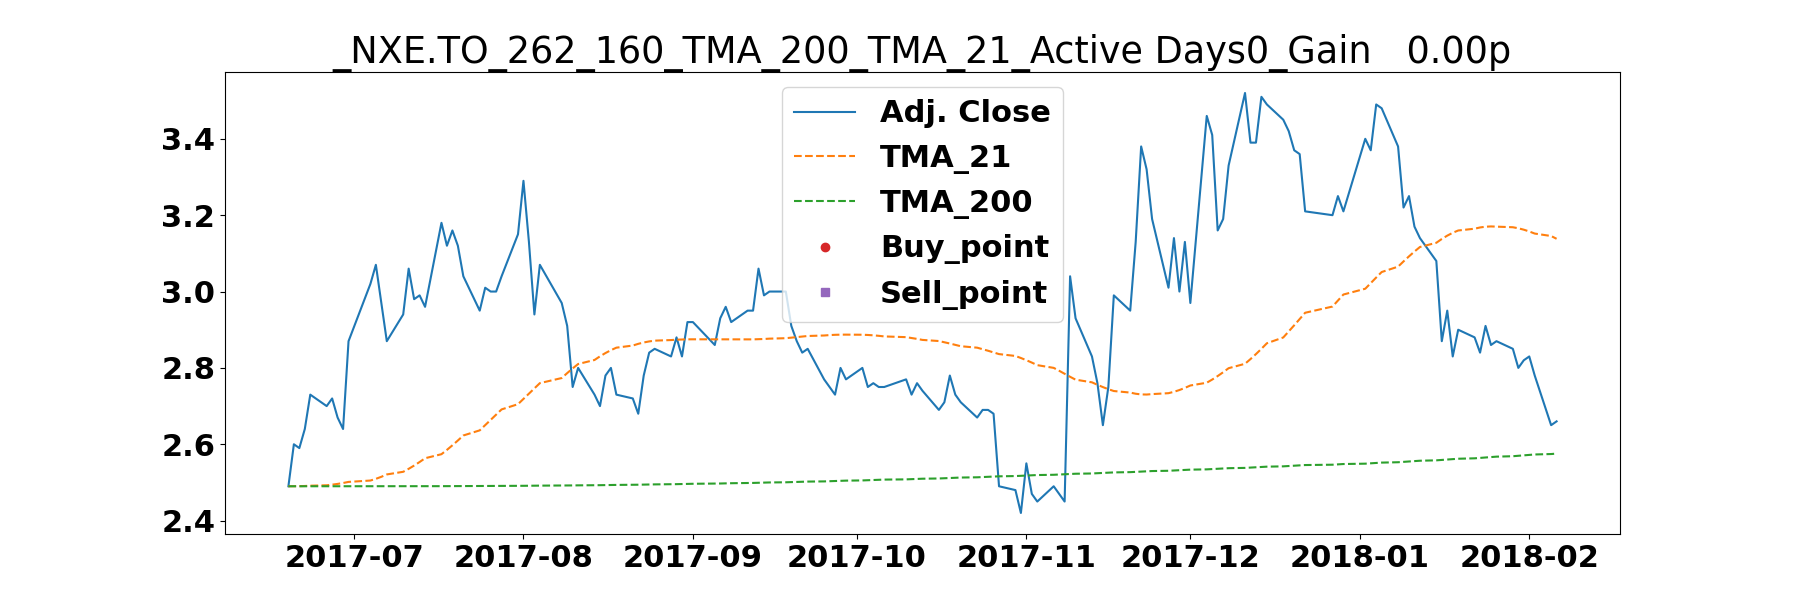 _NXE.TO_262_160_TMA_200_TMA_21_Active Days0_Gain   0.00p
Adj. Close
TMA_21
TMA_200
Buy_point
Sell_point
3.4
3.2
3.0
2.8
2.6
2.4
2017-07 2017-08 2017-09 2017-10 2017-11 2017-12 2018-01 2018-02